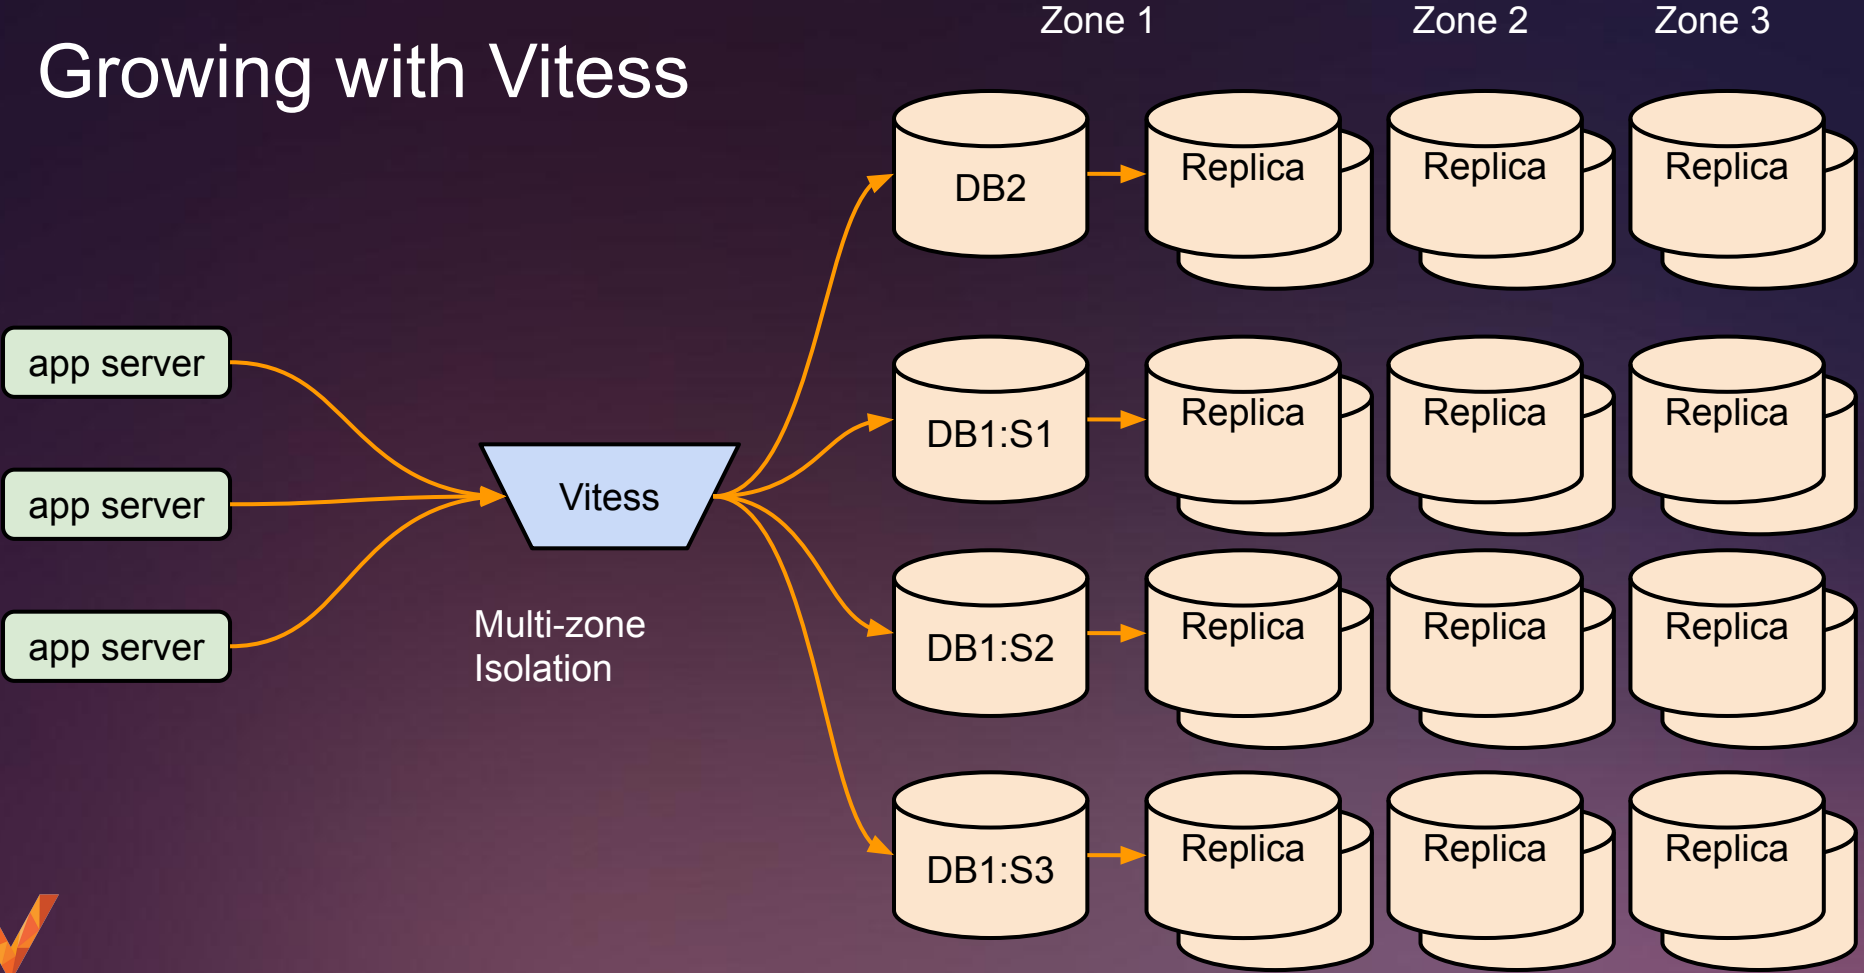 Growing with Vitess
Zone 1
Zone 2
Zone 3
app server
app server
app server
Vitess
Multi-zone
Isolation
DB2
Replica
Replica
Replica
DB1:S1
Replica
Replica
Replica
DB1:S2
Replica
Replica
Replica
DB1:S3
Replica
Replica
Replica